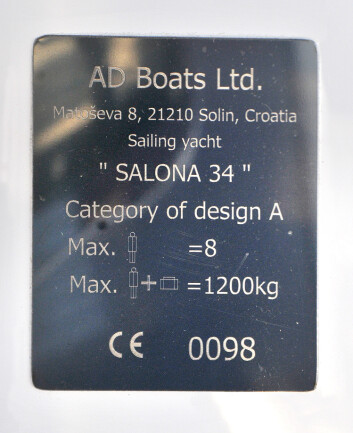 AD Boats Ltd.
Matoševa 8, 21210 Solin, Croatia
Sailing yacht
" SALONA 34 "
Category of design A
Max. =8
Max. + =1200kg
CE 0098